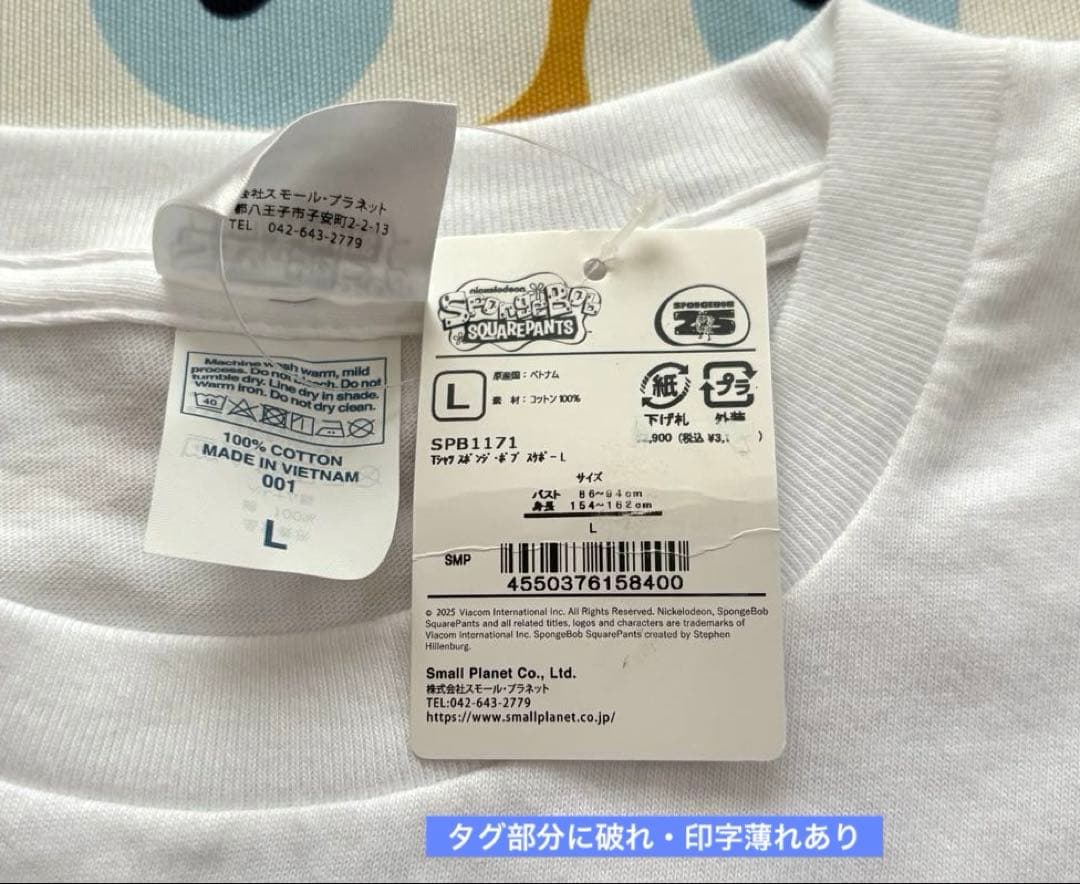 会社スモール・プラネット
都八王子市子安町2-2-13
TEL 042-643-2779
Machine wash warm, mild
process. Do not bleach. Do not
tumble dry. Line dry in shade.
Warm iron. Do not dry clean.
40
100% COTTON
MADE IN VIETNAM
001
L
nickelodeon
SPONGEBOB
SQUAREPANTS
SPONGEBOB
25
L
原産国：ベトナム
素 材：コットン100%
紙
プラ
下げ札
外装
,900（税込 ¥3,
）
SPB1171
Tシャツ スポンジ・ボブ スケボー L
サイズ
バスト 86~94cm
身長 154~162cm
L
SMP
4550376158400
© 2025 Viacom International Inc. All Rights Reserved. Nickelodeon, SpongeBob
SquarePants and all related titles, logos and characters are trademarks of
Viacom International Inc. SpongeBob SquarePants created by Stephen
Hillenburg.
Small Planet Co., Ltd.
株式会社スモール・プラネット
TEL:042-643-2779
https://www.smallplanet.co.jp/
タグ部分に破れ・印字薄れあり